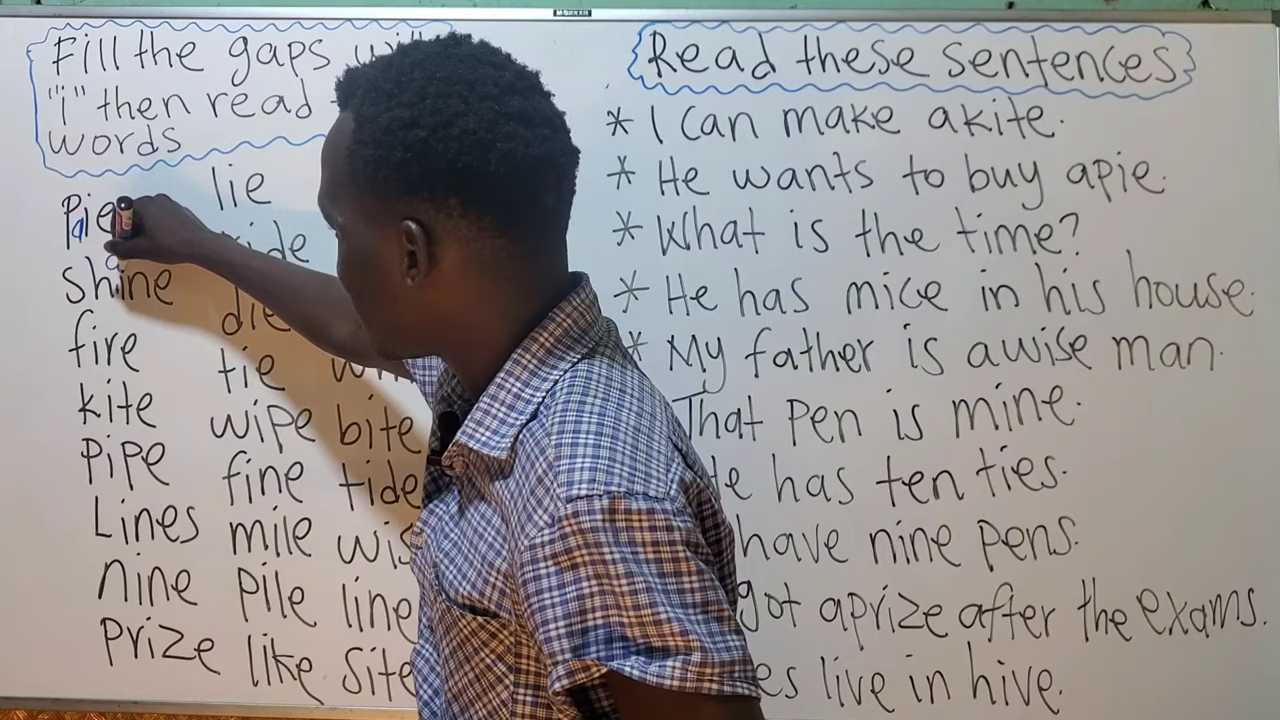 Fill the gaps
"i" then read
words
pie lie
shine
fire tie
kite wipe bite
pipe fine tide
Lines mile
nine pile line
prize like site
Read these sentences
* I can make akite.
* He wants to buy apie.
* What is the time?
* He has mice in his house.
* My father is awise man.
That pen is mine.
has ten ties.
have nine pens.
got aprize after the exams.
live in hive.